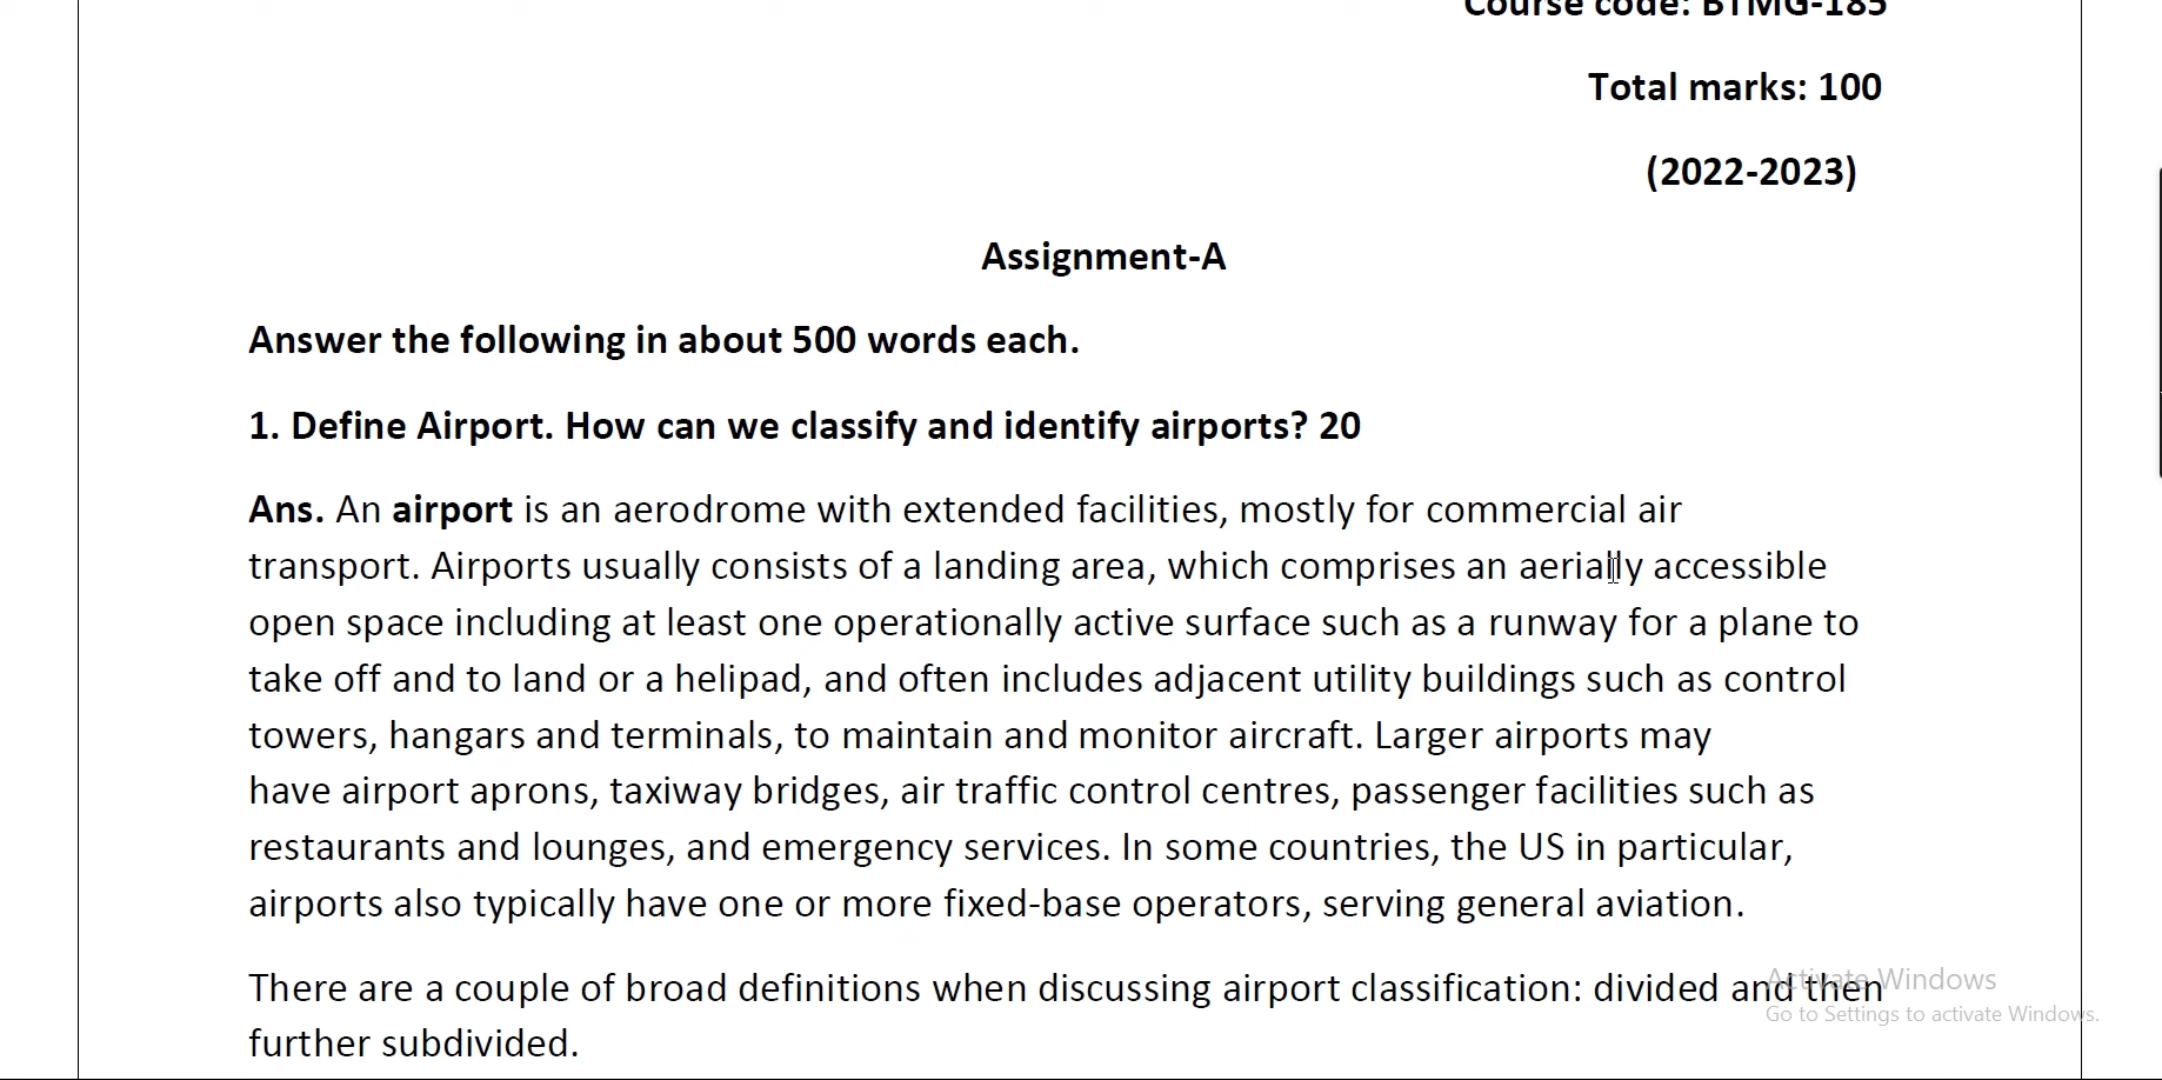 Course code: BTMG-185
Total marks: 100
(2022-2023)
Assignment-A
Answer the following in about 500 words each.
1. Define Airport. How can we classify and identify airports? 20
Ans. An airport is an aerodrome with extended facilities, mostly for commercial air
transport. Airports usually consists of a landing area, which comprises an aerially accessible
open space including at least one operationally active surface such as a runway for a plane to
take off and to land or a helipad, and often includes adjacent utility buildings such as control
towers, hangars and terminals, to maintain and monitor aircraft. Larger airports may
have airport aprons, taxiway bridges, air traffic control centres, passenger facilities such as
restaurants and lounges, and emergency services. In some countries, the US in particular,
airports also typically have one or more fixed-base operators, serving general aviation.
There are a couple of broad definitions when discussing airport classification: divided and then
further subdivided.
Activate Windows
Go to Settings to activate Windows.